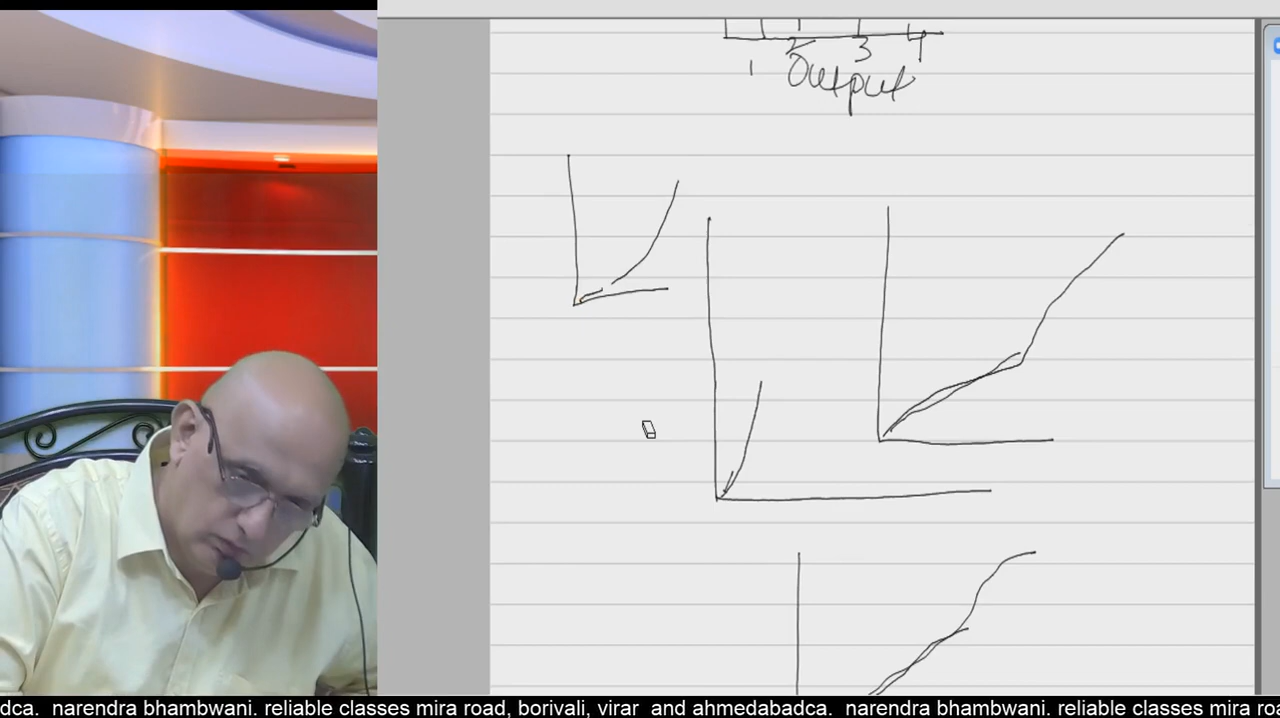 1 2 3 4
Output
dca. narendra bhambwani. reliable classes mira road, borivali, virar and ahmedabadca. narendra bhambwani. reliable classes mira roa